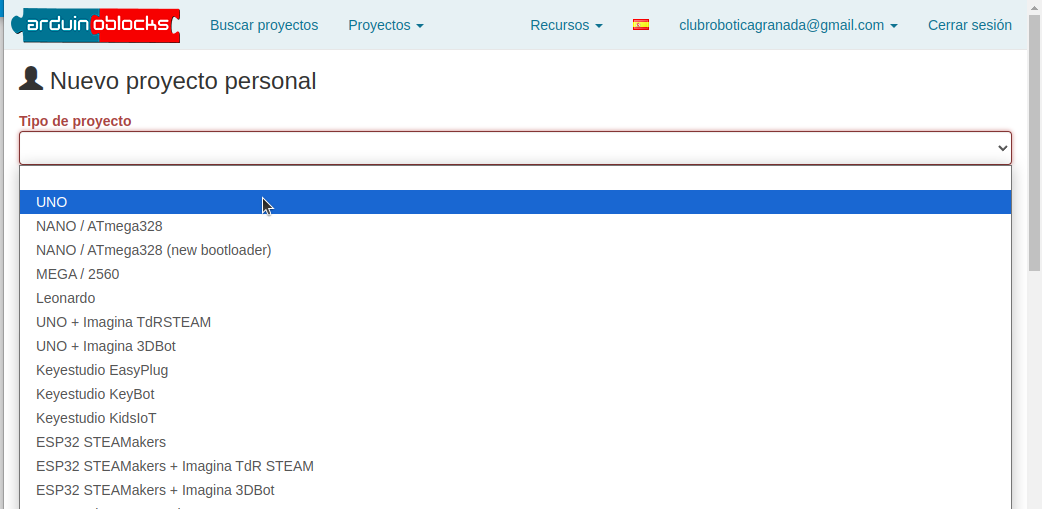 arduinoblocks Buscar proyectos Proyectos Recursos clubroboticagranada@gmail.com Cerrar sesión
Nuevo proyecto personal
Tipo de proyecto
UNO
NANO / ATmega328
NANO / ATmega328 (new bootloader)
MEGA / 2560
Leonardo
UNO + Imagina TdRSTEAM
UNO + Imagina 3DBot
Keyestudio EasyPlug
Keyestudio KeyBot
Keyestudio KidsIoT
ESP32 STEAMakers
ESP32 STEAMakers + Imagina TdR STEAM
ESP32 STEAMakers + Imagina 3DBot